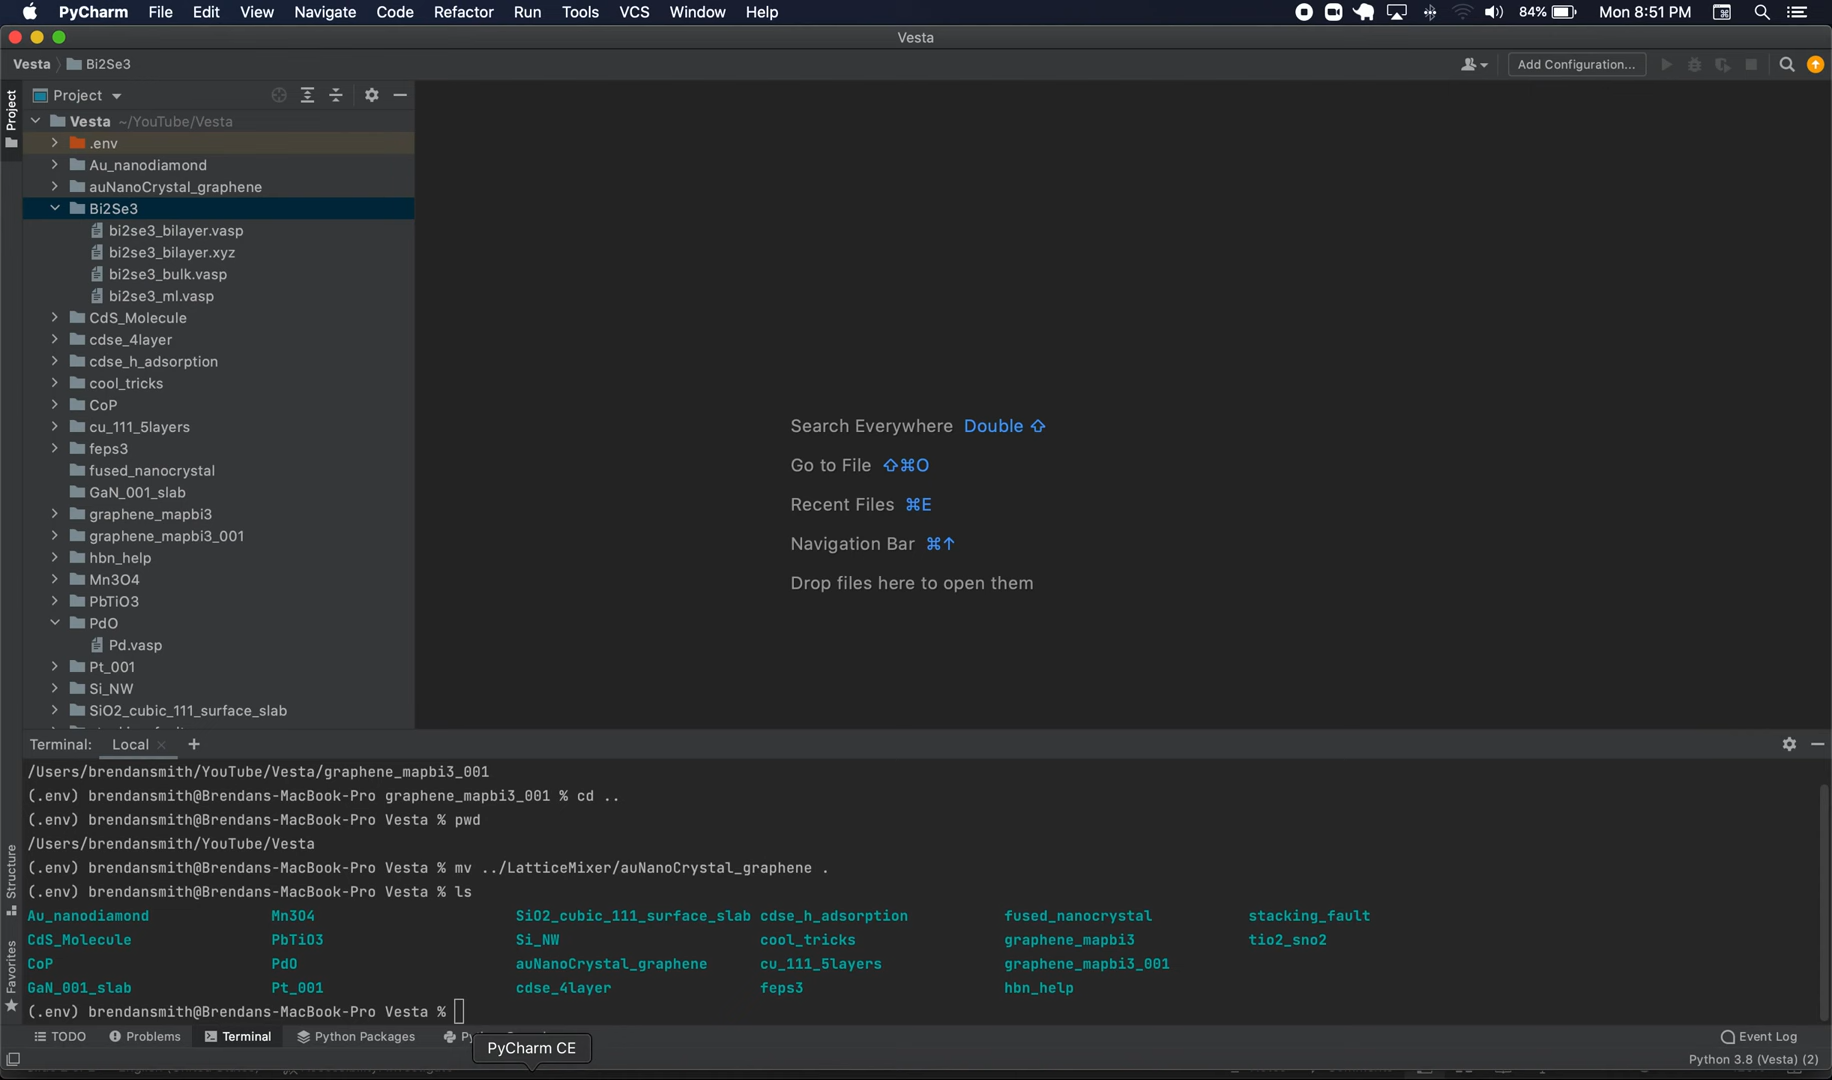 PyCharm File Edit View Navigate Code Refactor Run Tools VCS Window Help 84% Mon 8:51 PM
Vesta
Vesta Bi2Se3 Add Configuration...
Project
Project
Vesta ~/YouTube/Vesta
.env
Au_nanodiamond
auNanoCrystal_graphene
Bi2Se3
bi2se3_bilayer.vasp
bi2se3_bilayer.xyz
bi2se3_bulk.vasp
bi2se3_ml.vasp
CdS_Molecule
cdse_4layer
cdse_h_adsorption
cool_tricks
CoP
cu_111_5layers
feps3
fused_nanocrystal
GaN_001_slab
graphene_mapbi3
graphene_mapbi3_001
hbn_help
Mn3O4
PbTiO3
PdO
Pd.vasp
Pt_001
Si_NW
SiO2_cubic_111_surface_slab
Search Everywhere Double ⇧
Go to File ⇧⌘O
Recent Files ⌘E
Navigation Bar ⌘↑
Drop files here to open them
Terminal: Local × +
Structure
Favorites
/Users/brendansmith/YouTube/Vesta/graphene_mapbi3_001
(.env) brendansmith@Brendans-MacBook-Pro graphene_mapbi3_001 % cd ..
(.env) brendansmith@Brendans-MacBook-Pro Vesta % pwd
/Users/brendansmith/YouTube/Vesta
(.env) brendansmith@Brendans-MacBook-Pro Vesta % mv ../LatticeMixer/auNanoCrystal_graphene .
(.env) brendansmith@Brendans-MacBook-Pro Vesta % ls
Au_nanodiamond Mn3O4 SiO2_cubic_111_surface_slab cdse_h_adsorption fused_nanocrystal stacking_fault
CdS_Molecule PbTiO3 Si_NW cool_tricks graphene_mapbi3 tio2_sno2
CoP PdO auNanoCrystal_graphene cu_111_5layers graphene_mapbi3_001
GaN_001_slab Pt_001 cdse_4layer feps3 hbn_help
(.env) brendansmith@Brendans-MacBook-Pro Vesta %
TODO Problems Terminal Python Packages Event Log
PyCharm CE
Python 3.8 (Vesta) (2)